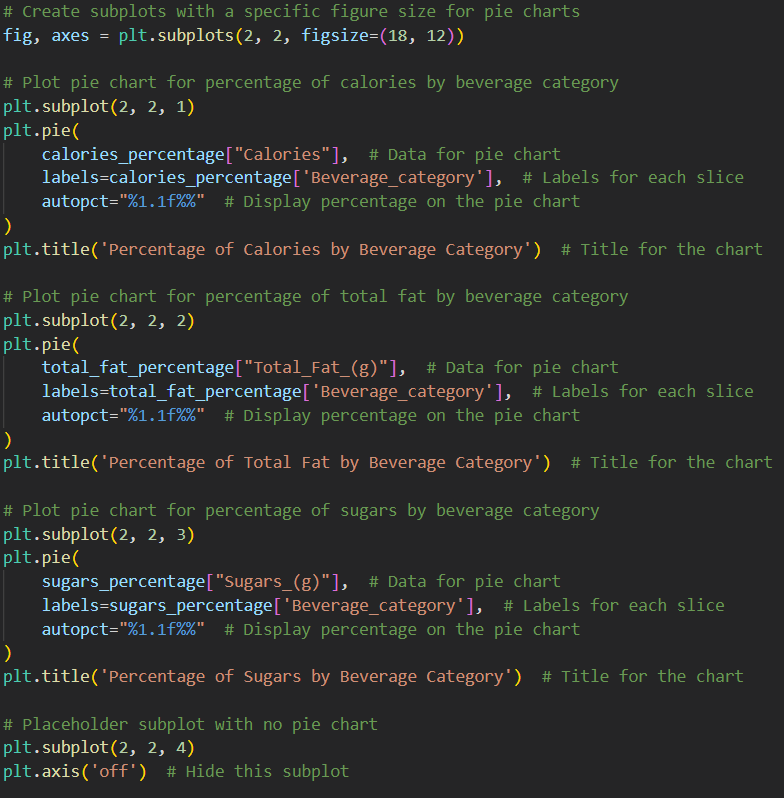 # Create subplots with a specific figure size for pie charts
fig, axes = plt.subplots(2, 2, figsize=(18, 12))

# Plot pie chart for percentage of calories by beverage category
plt.subplot(2, 2, 1)
plt.pie(
    calories_percentage["Calories"],  # Data for pie chart
    labels=calories_percentage['Beverage_category'],  # Labels for each slice
    autopct="%1.1f%%"  # Display percentage on the pie chart
)
plt.title('Percentage of Calories by Beverage Category')  # Title for the chart

# Plot pie chart for percentage of total fat by beverage category
plt.subplot(2, 2, 2)
plt.pie(
    total_fat_percentage["Total_Fat_(g)"],  # Data for pie chart
    labels=total_fat_percentage['Beverage_category'],  # Labels for each slice
    autopct="%1.1f%%"  # Display percentage on the pie chart
)
plt.title('Percentage of Total Fat by Beverage Category')  # Title for the chart

# Plot pie chart for percentage of sugars by beverage category
plt.subplot(2, 2, 3)
plt.pie(
    sugars_percentage["Sugars_(g)"],  # Data for pie chart
    labels=sugars_percentage['Beverage_category'],  # Labels for each slice
    autopct="%1.1f%%"  # Display percentage on the pie chart
)
plt.title('Percentage of Sugars by Beverage Category')  # Title for the chart

# Placeholder subplot with no pie chart
plt.subplot(2, 2, 4)
plt.axis('off')  # Hide this subplot